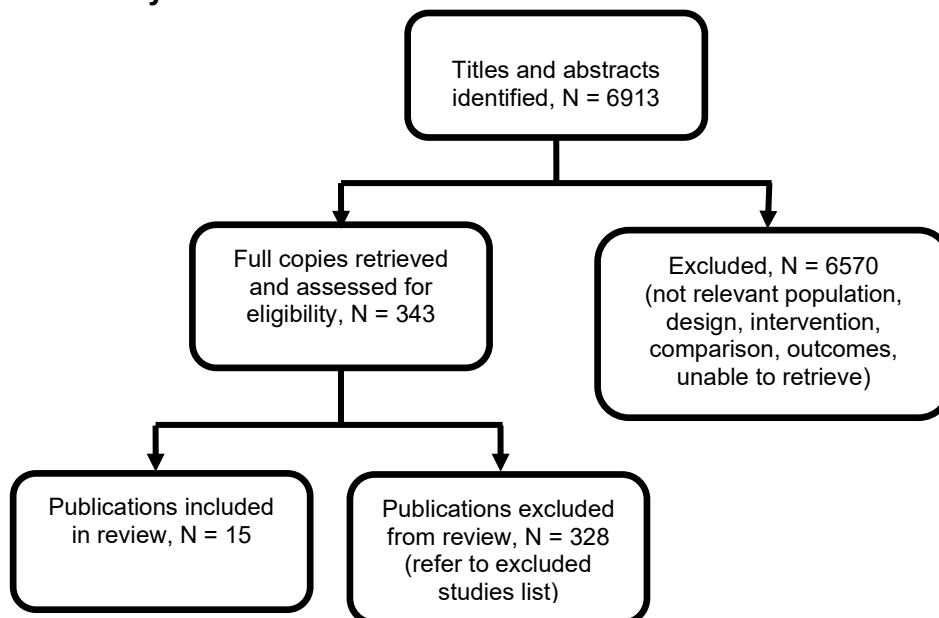 Titles and abstracts
identified, N = 6913
Full copies retrieved
and assessed for
eligibility, N = 343
Excluded, N = 6570
(not relevant population,
design, intervention,
comparison, outcomes,
unable to retrieve)
Publications included
in review, N = 15
Publications excluded
from review, N = 328
(refer to excluded
studies list)